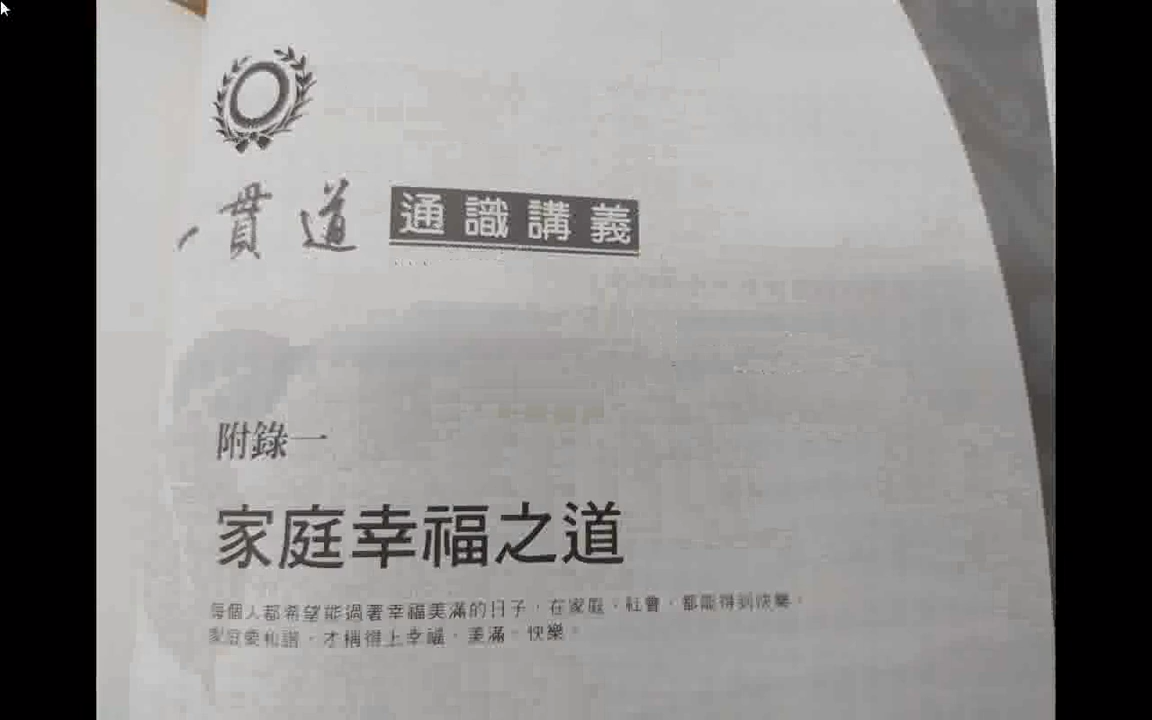 一貫道 通識講義
附錄一
家庭幸福之道
每個人都希望能過著幸福美滿的日子，在家庭、社會，都能得到快樂。
家庭要和諧，才稱得上幸福、美滿、快樂。